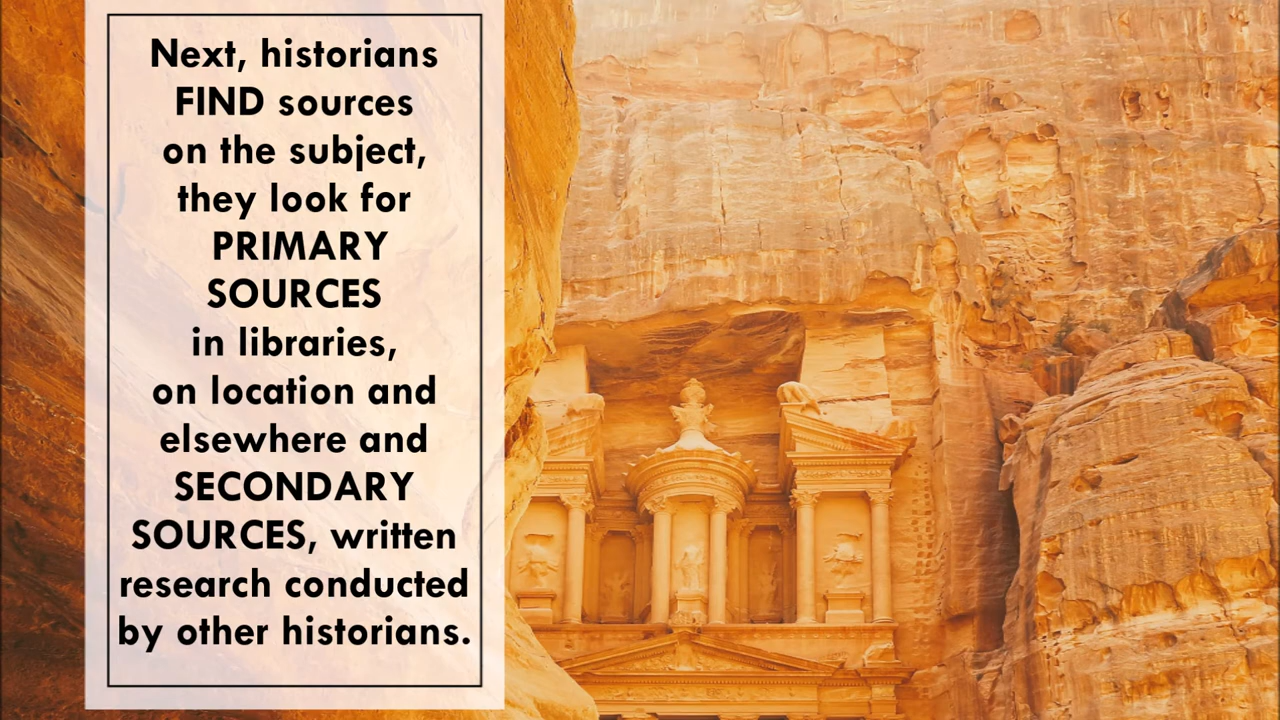 Next, historians
FIND sources
on the subject,
they look for
PRIMARY
SOURCES
in libraries,
on location and
elsewhere and
SECONDARY
SOURCES, written
research conducted
by other historians.